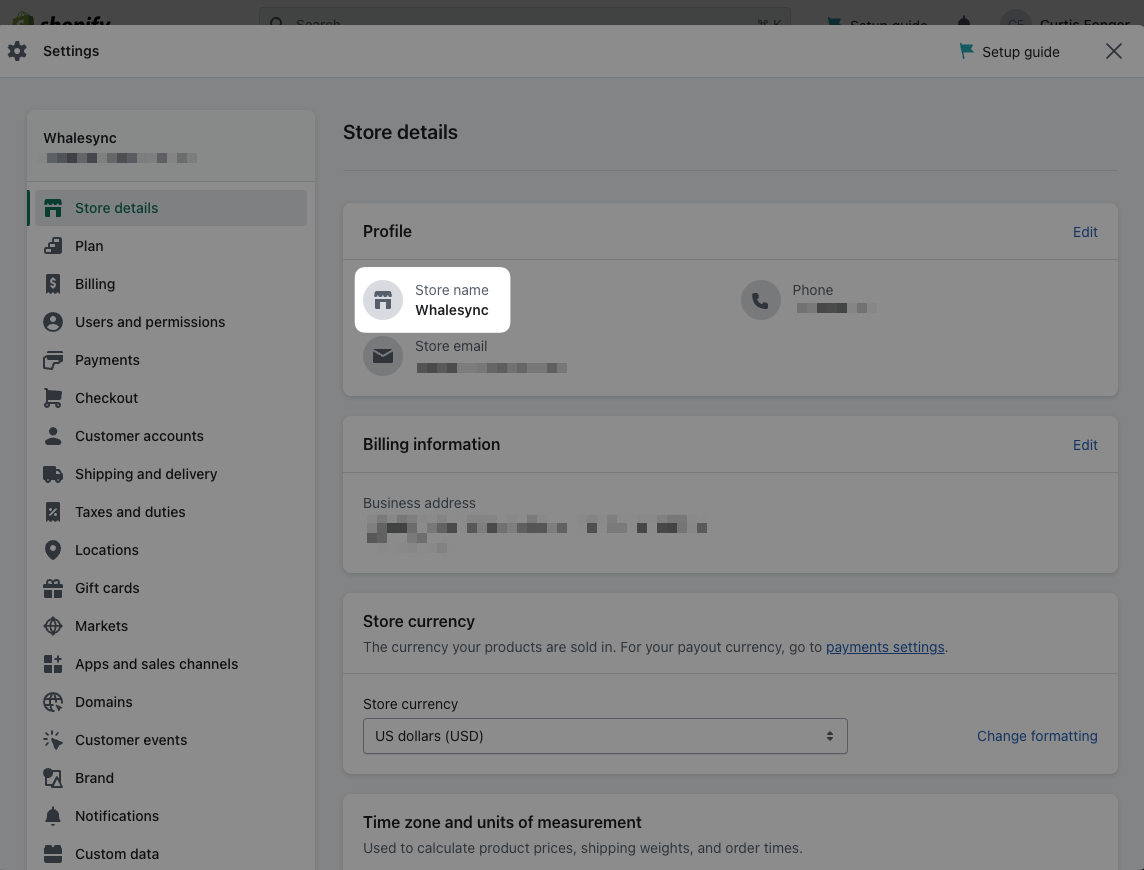 shopify
Search
⌘ K
Setup guide
CF
Curtis Fonger
Settings
Setup guide
Whalesync
Store details
Plan
Billing
Users and permissions
Payments
Checkout
Customer accounts
Shipping and delivery
Taxes and duties
Locations
Gift cards
Markets
Apps and sales channels
Domains
Customer events
Brand
Notifications
Custom data
Store details
Profile
Edit
Store name
Whalesync
Phone
Store email
Billing information
Edit
Business address
Store currency
The currency your products are sold in. For your payout currency, go to payments settings.
Store currency
US dollars (USD)
Change formatting
Time zone and units of measurement
Used to calculate product prices, shipping weights, and order times.